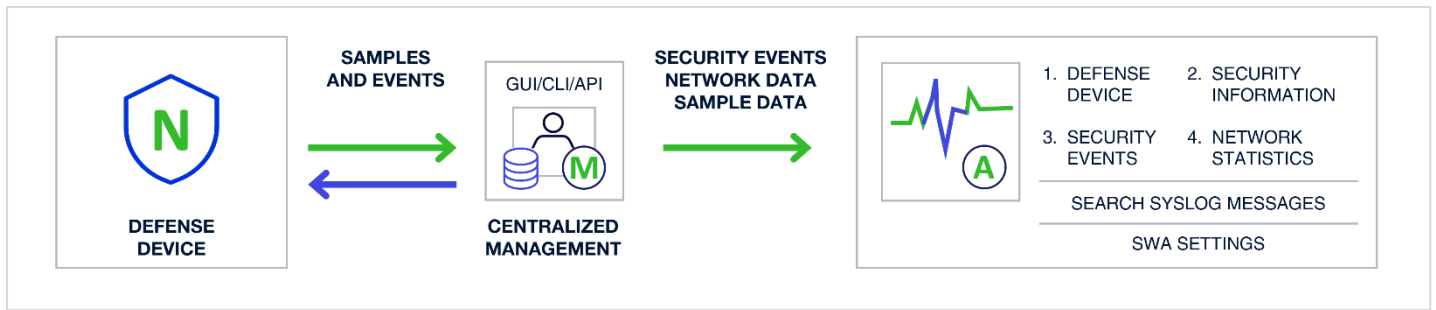 N
DEFENSE
DEVICE
SAMPLES
AND EVENTS
GUI/CLI/API
M
CENTRALIZED
MANAGEMENT
SECURITY EVENTS
NETWORK DATA
SAMPLE DATA
A
1. DEFENSE
DEVICE
2. SECURITY
INFORMATION
3. SECURITY
EVENTS
4. NETWORK
STATISTICS
SEARCH SYSLOG MESSAGES
SWA SETTINGS